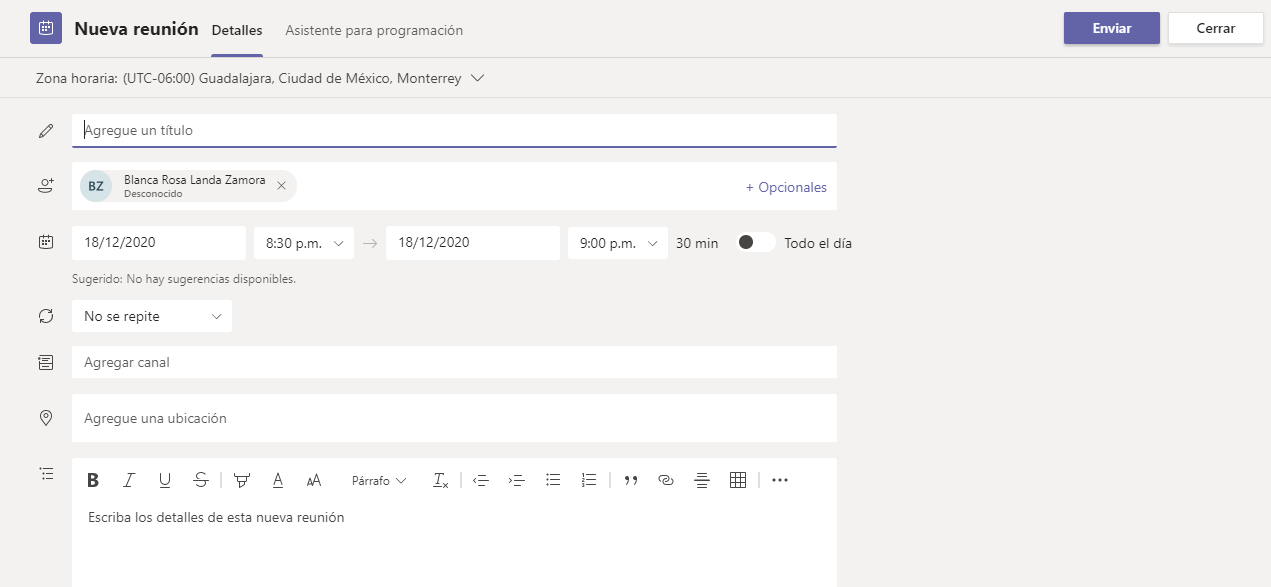 Nueva reunión Detalles Asistente para programación Enviar Cerrar
Zona horaria: (UTC-06:00) Guadalajara, Ciudad de México, Monterrey
Agregue un título
BZ Blanca Rosa Landa Zamora
Desconocido
+ Opcionales
18/12/2020 8:30 p.m. → 18/12/2020 9:00 p.m. 30 min Todo el día
Sugerido: No hay sugerencias disponibles.
No se repite
Agregar canal
Agregue una ubicación
B I U S A AA Párrafo Tx
Escriba los detalles de esta nueva reunión